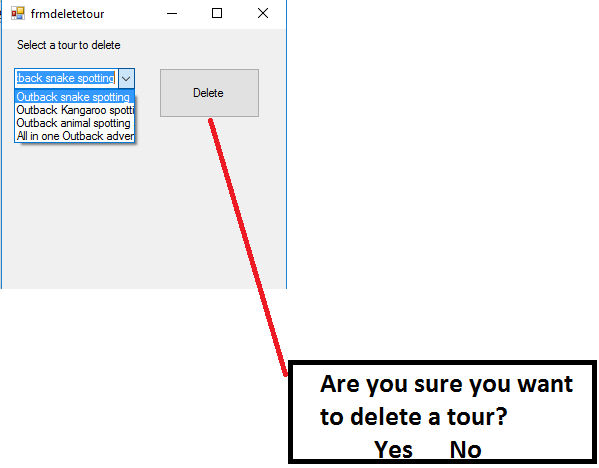 frmdeletetour
Select a tour to delete
back snake spotting
Delete
Outback snake spotting
Outback Kangaroo spotti
Outback animal spotting
All in one Outback adver
Are you sure you want
to delete a tour?
Yes No